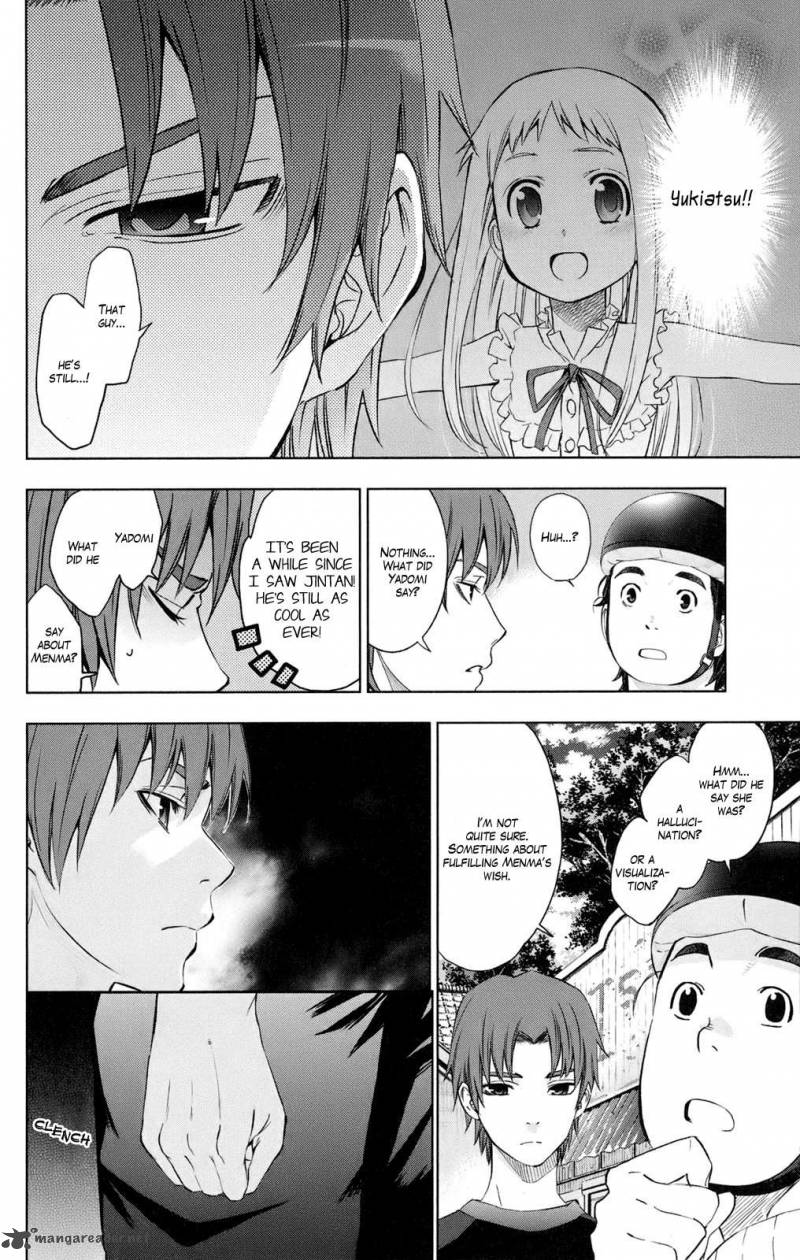 Yukiatsu!!
THAT
GUY...
HE'S
STILL...!
HUH...?
NOTHING...
WHAT DID
YADOMI
SAY?
IT'S BEEN
A WHILE SINCE
I SAW JINTAN!
HE'S STILL AS
COOL AS
EVER!
YADOMI
WHAT
DID HE
SAY
ABOUT
MENMA?
HMM...
WHAT DID HE
SAY SHE
WAS?
A
HALLUCI-
NATION?
OR A
VISUALIZA-
TION?
I'M NOT
QUITE SURE.
SOMETHING ABOUT
FULFILLING MENMA'S
WISH.
TS
CLENCH
mangareader.net